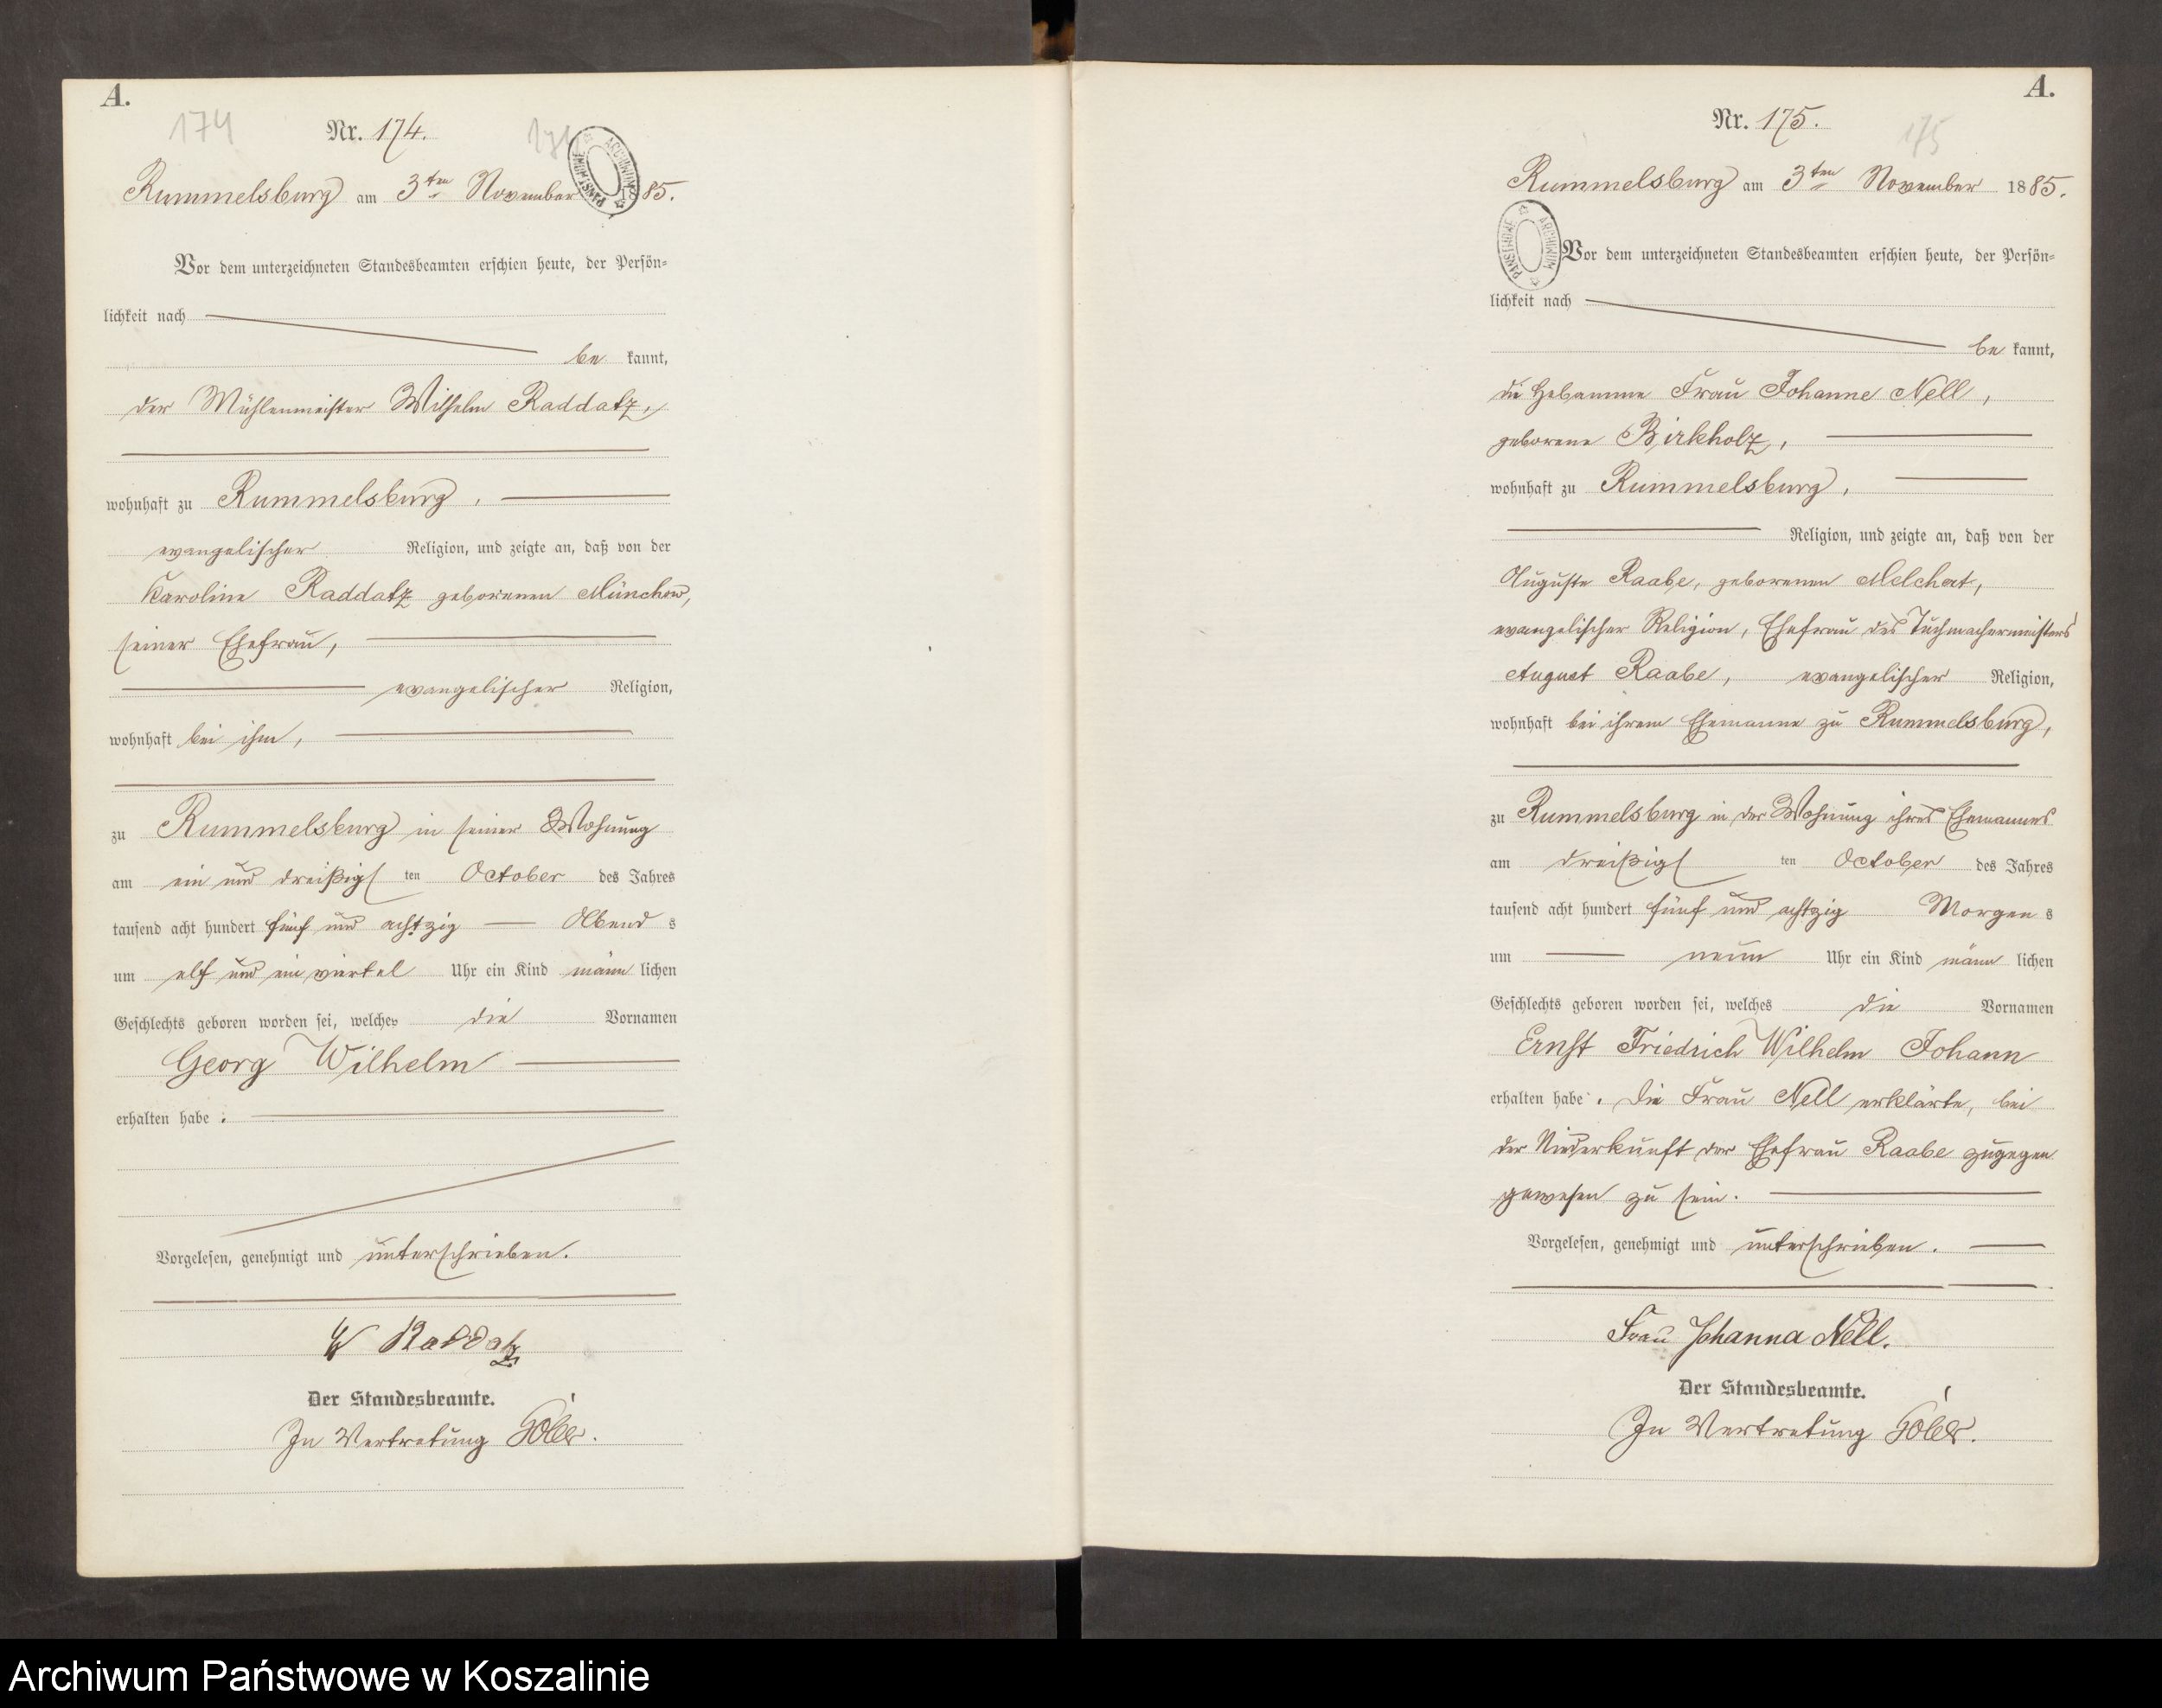 A.
174
Nr. 174.
Rummelsburg am 3ten November 1885.
Vor dem unterzeichneten Standesbeamten erschien heute, der Persön-
lichkeit nach
be kannt,
der Mühlenmeister Wilhelm Raddatz,
wohnhaft zu Rummelsburg,
evangelischer Religion, und zeigte an, daß von der
Karoline Raddatz geborenen Münchow,
seiner Ehefrau,
evangelischer Religion,
wohnhaft bei ihm,
zu Rummelsburg in seiner Wohnung
am ein und dreißigsten October des Jahres
tausend acht hundert fünf und achtzig Abends
um elf und ein viertel Uhr ein Kind männlichen
Geschlechts geboren worden sei, welches die Vornamen
Georg Wilhelm
erhalten habe.
Vorgelesen, genehmigt und unterschrieben.
W Raddatz
Der Standesbeamte.
In Vertretung
A.
Nr. 175.
175
Rummelsburg am 3ten November 1885.
ARCHIWUM PAŃSTWOWE
Vor dem unterzeichneten Standesbeamten erschien heute, der Persön-
lichkeit nach
be kannt,
die Hebamme Frau Johanne Nell,
geborene Birkholz,
wohnhaft zu Rummelsburg,
Religion, und zeigte an, daß von der
Auguste Raabe, geborenen Melchert,
evangelischer Religion, Ehefrau des Tuchmachermeisters
August Raabe, evangelischer Religion,
wohnhaft bei ihrem Ehemanne zu Rummelsburg,
zu Rummelsburg in der Wohnung ihres Ehemannes
am dreißigsten October des Jahres
tausend acht hundert fünf und achtzig Morgens
um neun Uhr ein Kind männlichen
Geschlechts geboren worden sei, welches die Vornamen
Ernst Friedrich Wilhelm Johann
erhalten habe. Die Frau Nell erklärte, bei
der Niederkunft der Ehefrau Raabe zugegen
gewesen zu sein.
Vorgelesen, genehmigt und unterschrieben.
Frau Johanna Nell.
Der Standesbeamte.
In Vertretung
Archiwum Państwowe w Koszalinie